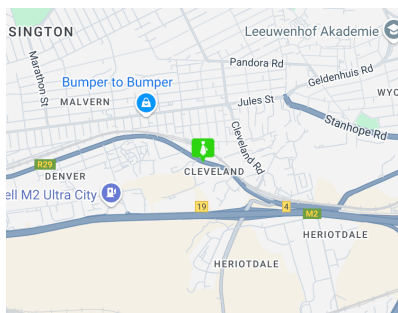 SINGTON
Leeuwenhof Akademie
Marathon St
Pandora Rd
Geldenhuis Rd
Bumper to Bumper
MALVERN
Jules St
WYC
Stanhope Rd
Cleveland Rd
R29
DENVER
CLEVELAND
ell M2 Ultra City
19
4
M2
HERIOTDALE
HERIOTDALE